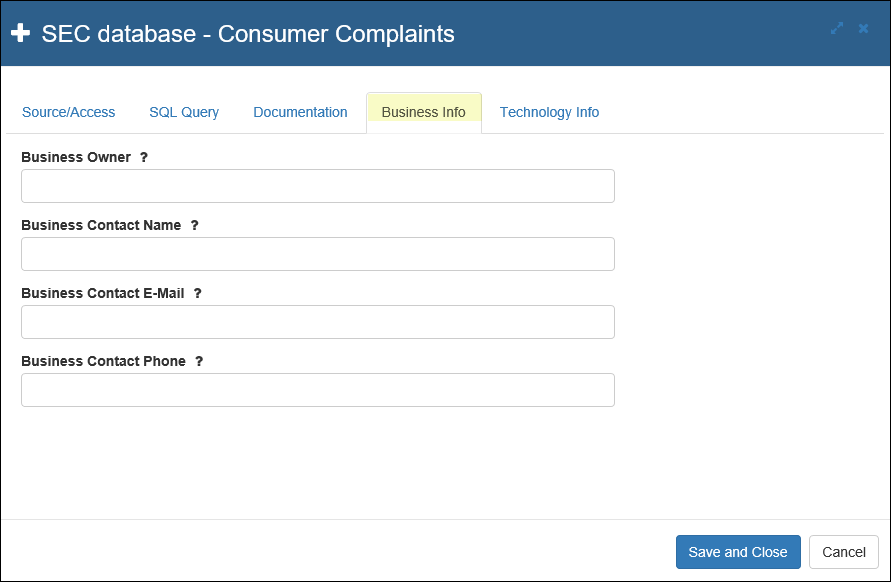 SEC database - Consumer Complaints
Source/Access SQL Query Documentation Business Info Technology Info
Business Owner ?
Business Contact Name ?
Business Contact E-Mail ?
Business Contact Phone ?
Save and Close Cancel